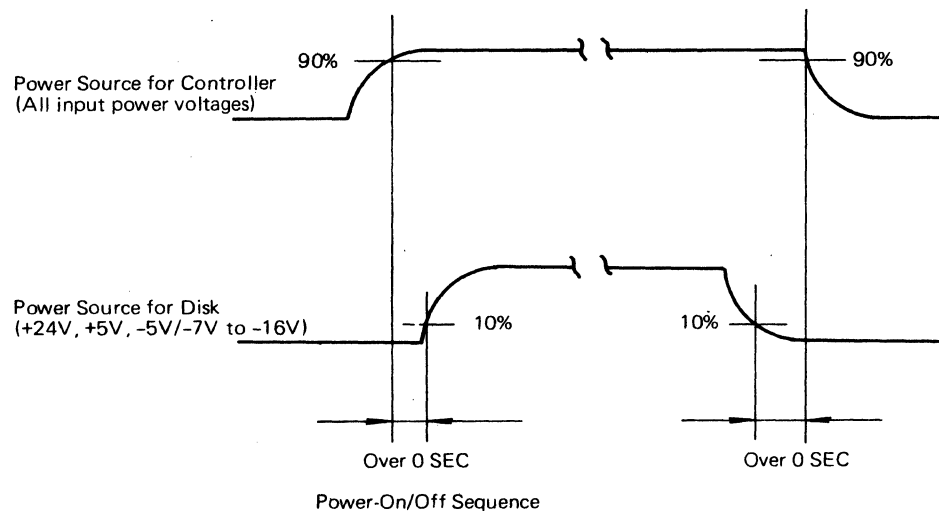 90%
90%
Power Source for Controller
(All input power voltages)
Power Source for Disk
(+24V, +5V, -5V/-7V to -16V)
10%
10%
Over 0 SEC
Over 0 SEC
Power-On/Off Sequence